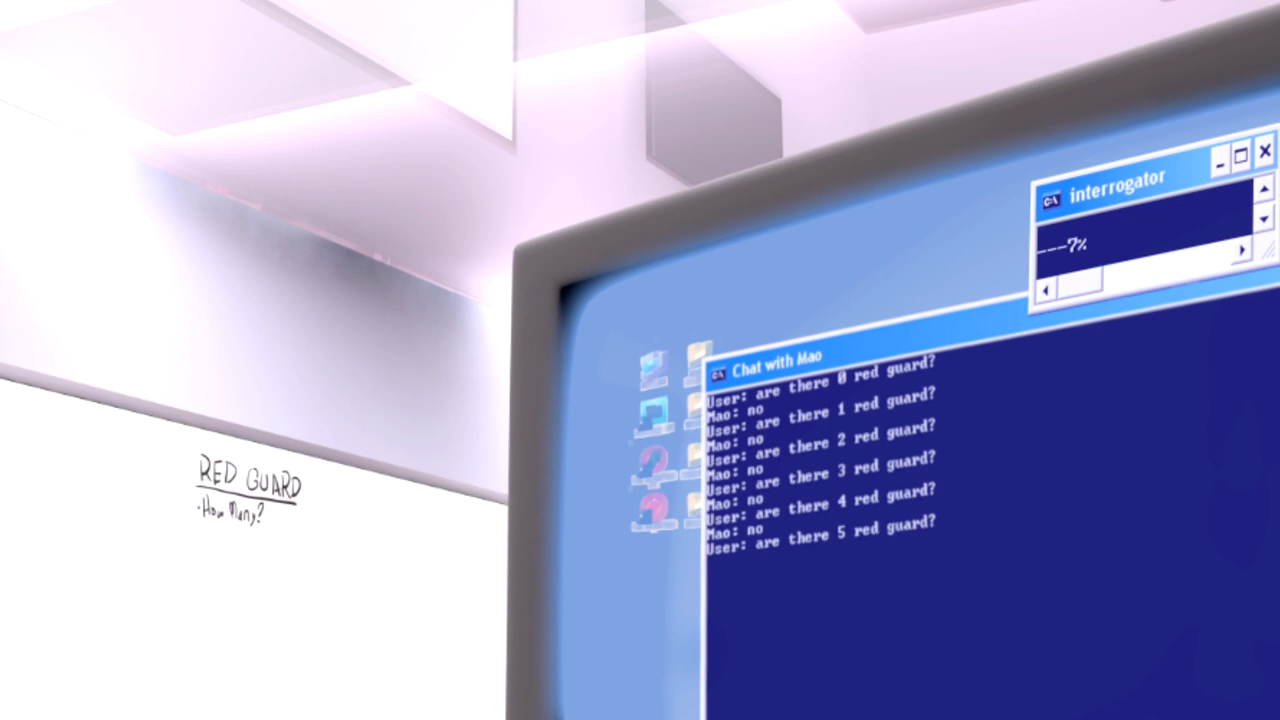 RED GUARD
·How Many?
interrogator
---7%
Chat with Mao
User: are there 0 red guard?
Mao: no
User: are there 1 red guard?
Mao: no
User: are there 2 red guard?
Mao: no
User: are there 3 red guard?
Mao: no
User: are there 4 red guard?
Mao: no
User: are there 5 red guard?